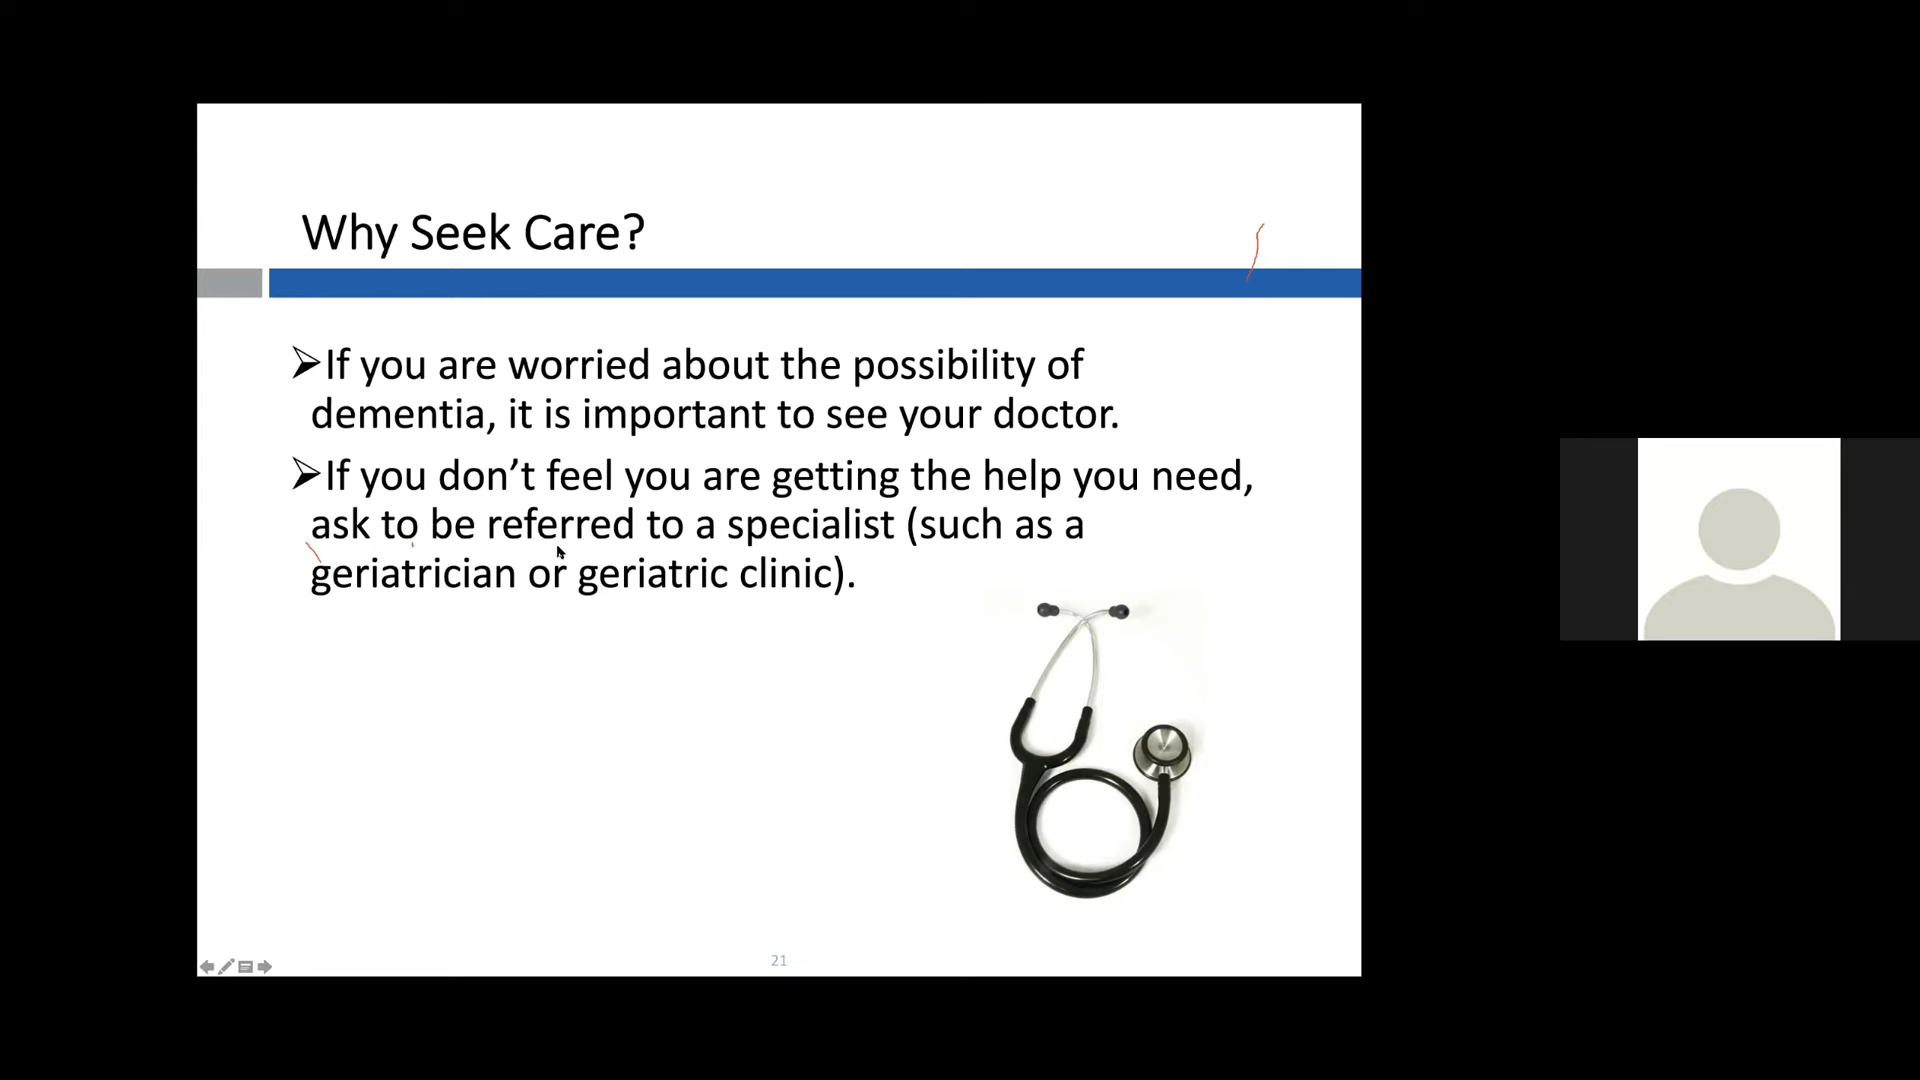 Why Seek Care?
➢If you are worried about the possibility of
dementia, it is important to see your doctor.
➢If you don’t feel you are getting the help you need,
ask to be referred to a specialist (such as a
geriatrician or geriatric clinic).
21